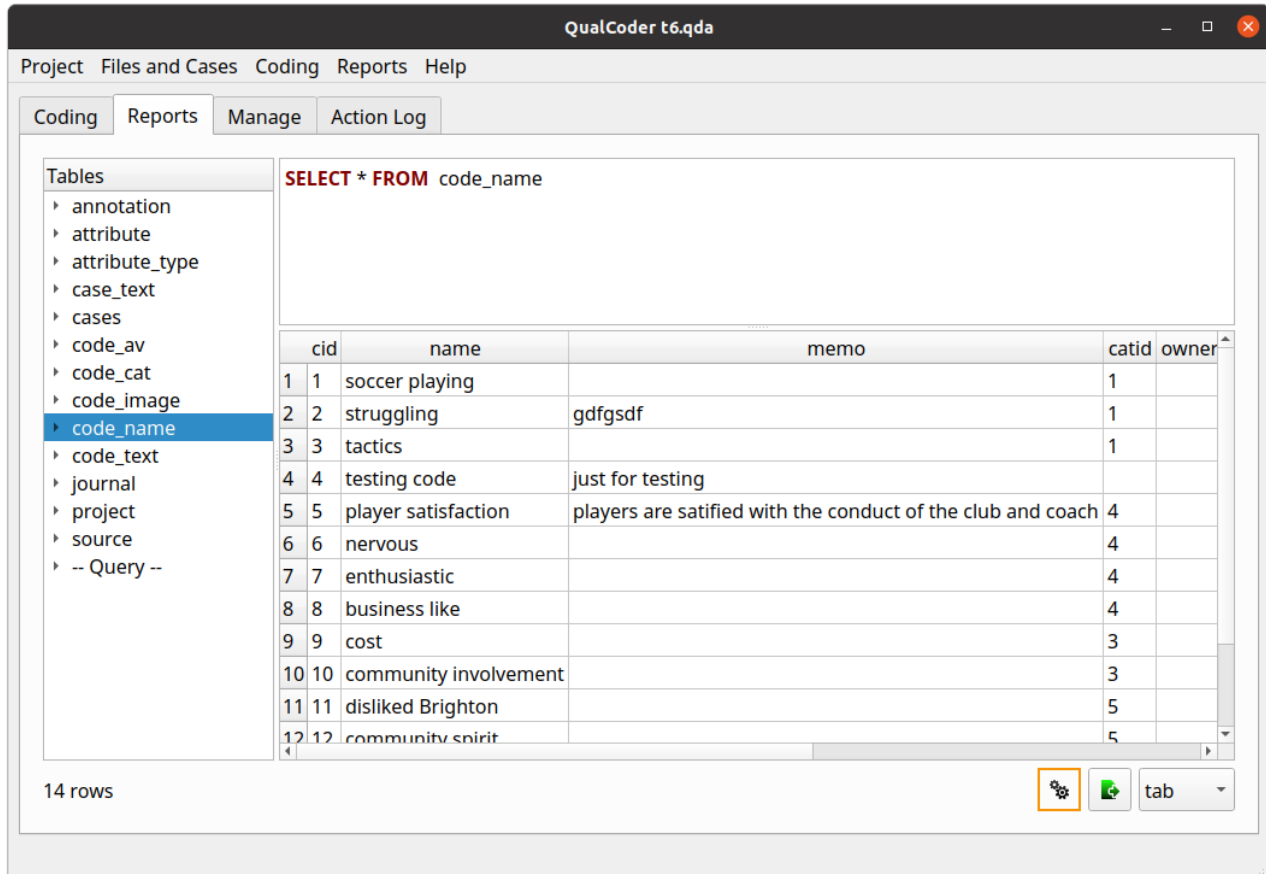 QualCoder t6.qda
Project Files and Cases Coding Reports Help
Coding Reports Manage Action Log
Tables
annotation
attribute
attribute_type
case_text
cases
code_av
code_cat
code_image
code_name
code_text
journal
project
source
-- Query --
SELECT * FROM code_name
cid name memo catid owner
1 1 soccer playing 1
2 2 struggling gdfgsdf 1
3 3 tactics 1
4 4 testing code just for testing
5 5 player satisfaction players are satified with the conduct of the club and coach 4
6 6 nervous 4
7 7 enthusiastic 4
8 8 business like 4
9 9 cost 3
10 10 community involvement 3
11 11 disliked Brighton 5
12 12 community spirit 5
14 rows
tab